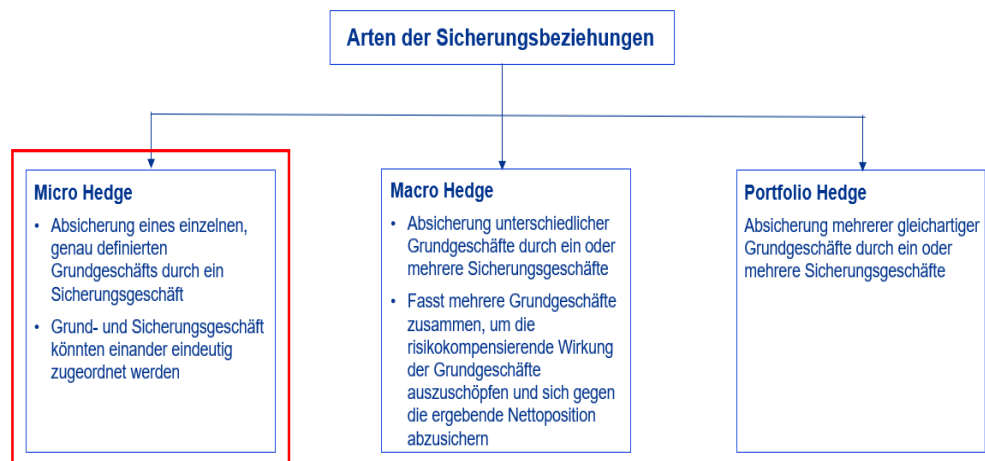 Arten der Sicherungsbeziehungen
Micro Hedge
• Absicherung eines einzelnen,
genau definierten
Grundgeschäfts durch ein
Sicherungsgeschäft
• Grund- und Sicherungsgeschäft
könnten einander eindeutig
zugeordnet werden
Macro Hedge
• Absicherung unterschiedlicher
Grundgeschäfte durch ein oder
mehrere Sicherungsgeschäfte
• Fasst mehrere Grundgeschäfte
zusammen, um die
risikokompensierende Wirkung
der Grundgeschäfte
auszuschöpfen und sich gegen
die ergebende Nettoposition
abzusichern
Portfolio Hedge
Absicherung mehrerer gleichartiger
Grundgeschäfte durch ein oder
mehrere Sicherungsgeschäfte